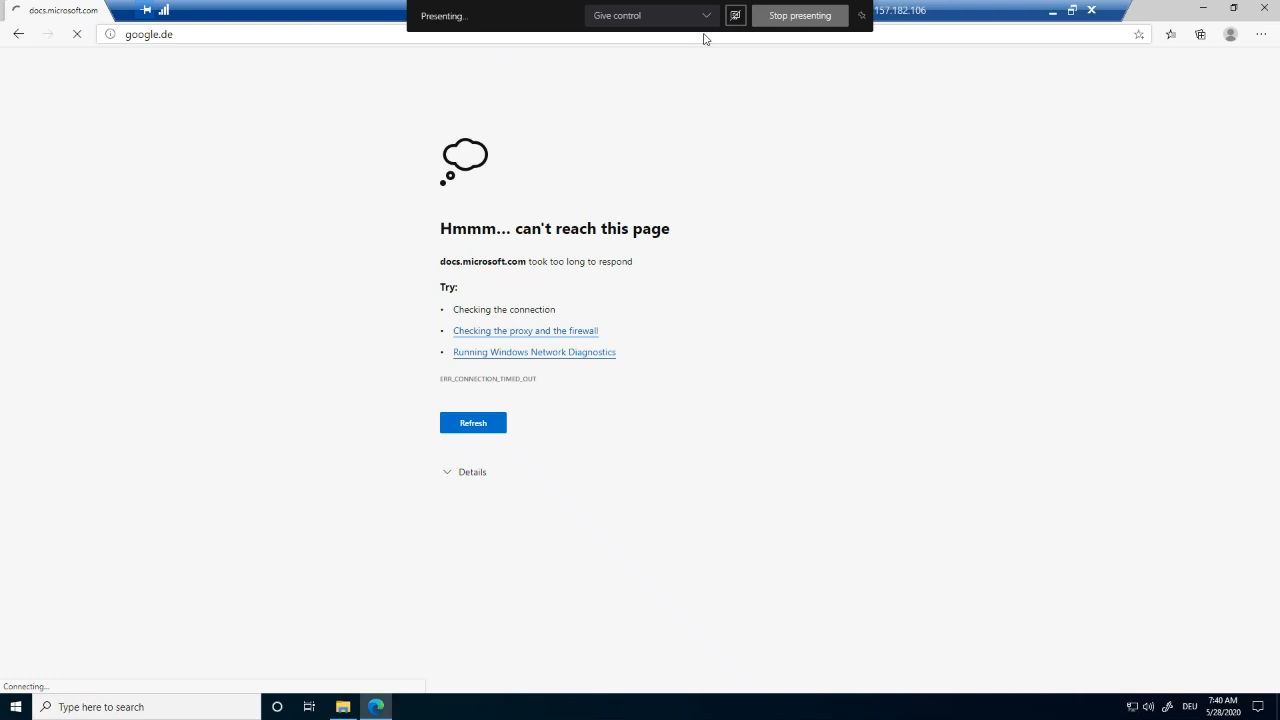 docs.microsoft.com
Presenting...
Give control
Stop presenting
157.182.106
google.de
Hmmm... can't reach this page
docs.microsoft.com took too long to respond
Try:
• Checking the connection
• Checking the proxy and the firewall
• Running Windows Network Diagnostics
ERR_CONNECTION_TIMED_OUT
Refresh
Details
Connecting...
Type here to search
DEU
7:40 AM
5/28/2020